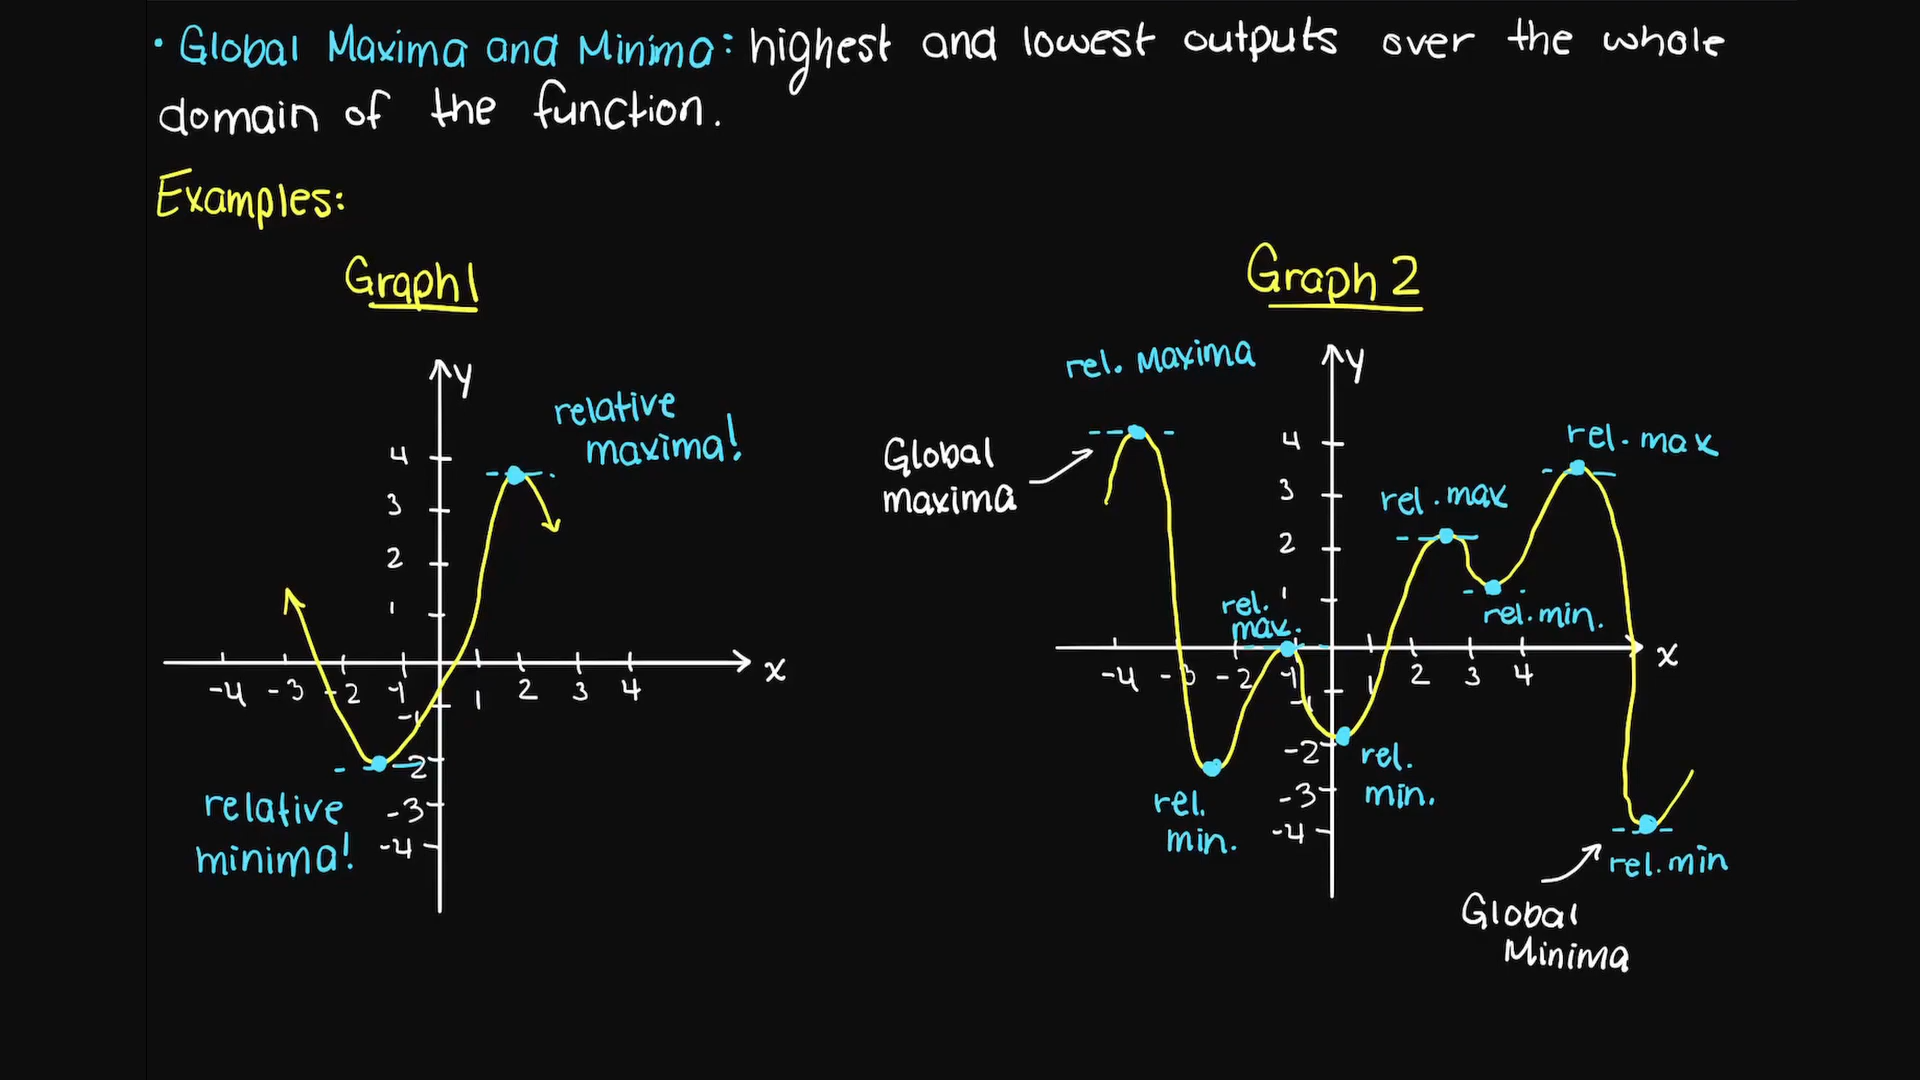 • Global Maxima and Minima: highest and lowest outputs over the whole
domain of the function.
Examples:
Graph 1
y
relative
maxima!
4
3
2
1
-4 -3 -2 -1 1 2 3 4
x
-1
-2
-3
-4
relative
minima!
Graph 2
rel. Maxima
y
Global
maxima
4
3
2
1
rel. max
rel. max
rel.
max.
rel. min.
-4 -3 -2 -1 1 2 3 4
x
-1
-2
-3
-4
rel.
min.
rel.
min.
rel. min
Global
Minima